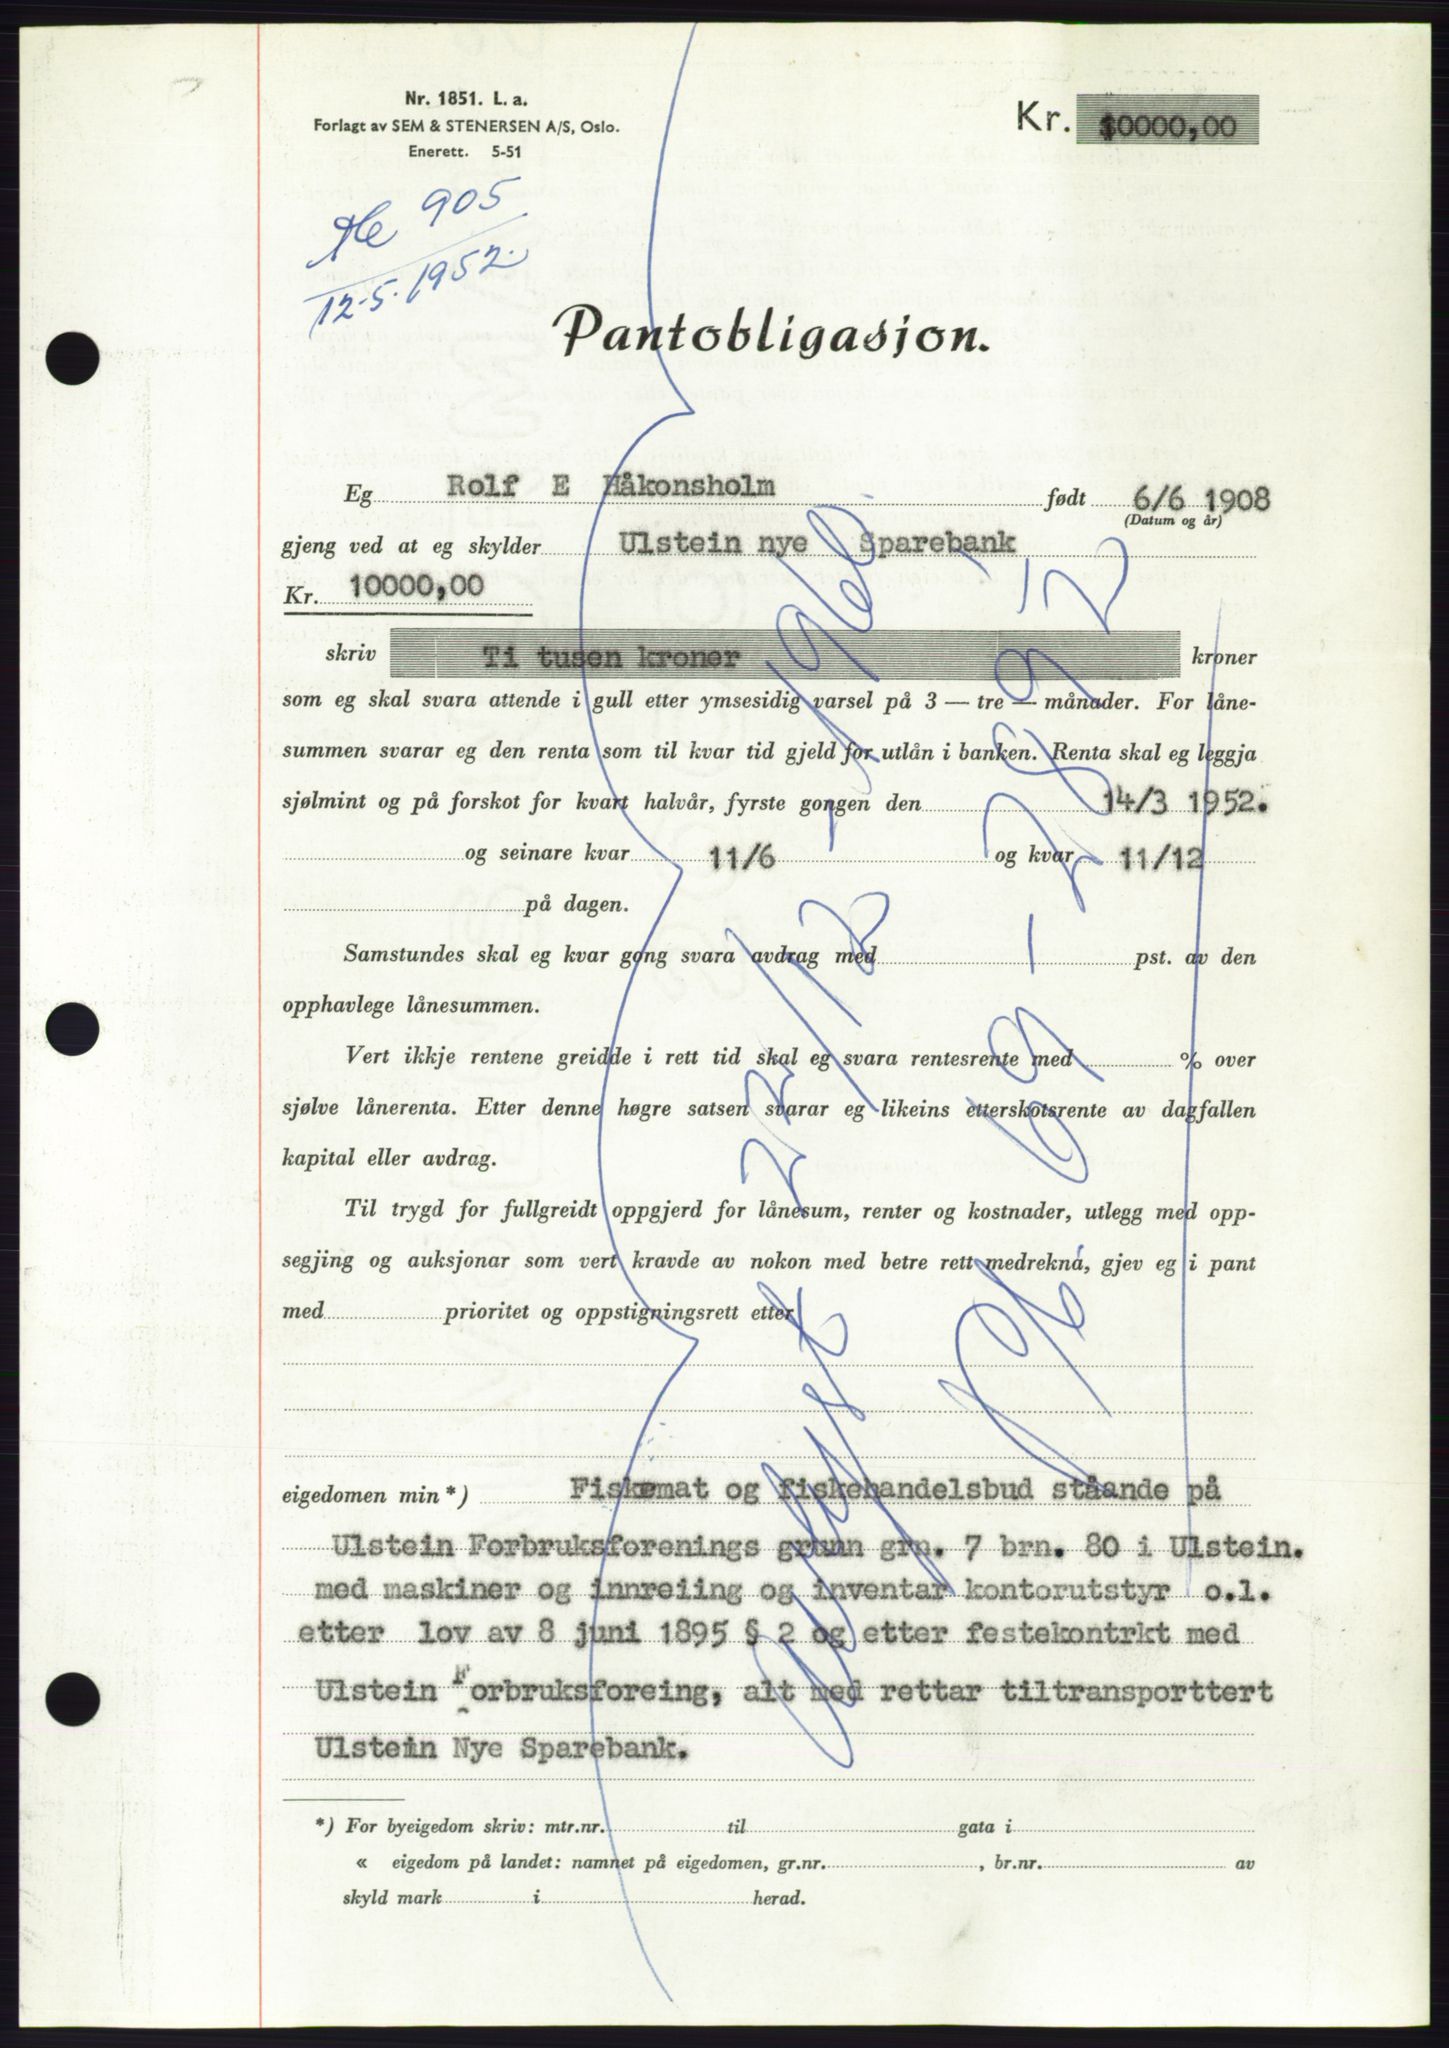 Nr. 1851. L. a.
Forlagt av SEM & STENERSEN A/S, Oslo.
Enerett. 5-51
Kr. 10000,00
905
12-5-1952.
Pantobligasjon.
Eg Rolf E Håkonsholm født 6/6 1908
(Datum og år)
gjeng ved at eg skylder Ulstein nye Sparebank
Kr. 10000,00
skriv Ti tusen kroner kroner
som eg skal svara attende i gull etter ymsesidig varsel på 3 — tre — månader. For låne-
summen svarar eg den renta som til kvar tid gjeld for utlån i banken. Renta skal eg leggja
sjølmint og på forskot for kvart halvår, fyrste gongen den 14/3 1952.
og seinare kvar 11/6 og kvar 11/12
på dagen.
Samstundes skal eg kvar gong svara avdrag med pst. av den
opphavlege lånesummen.
Vert ikkje rentene greidde i rett tid skal eg svara rentesrente med % over
sjølve lånerenta. Etter denne høgre satsen svarar eg likeins etterskotsrente av dagfallen
kapital eller avdrag.
Til trygd for fullgreidt oppgjerd for lånesum, renter og kostnader, utlegg med opp-
segjing og auksjonar som vert kravde av nokon med betre rett medrekna, gjev eg i pant
med prioritet og oppstigningsrett etter
eigedomen min*) Fiskemat og fiskehandelsbud ståande på
Ulstein Forbruksforenings grunn grn. 7 brn. 80 i Ulstein.
med maskiner og innreiing og inventar kontorutstyr o.l.
etter lov av 8 juni 1895 § 2 og etter festekontrkt med
Ulstein Forbruksforeing, alt med rettar tiltransporttert
Ulstein Nye Sparebank.
*) For byeigedom skriv: mtr.nr. til gata i
« eigedom på landet: namnet på eigedomen, gr.nr. , br.nr. av
skyld mark i herad.
Avlyst 22/12 - 1961.